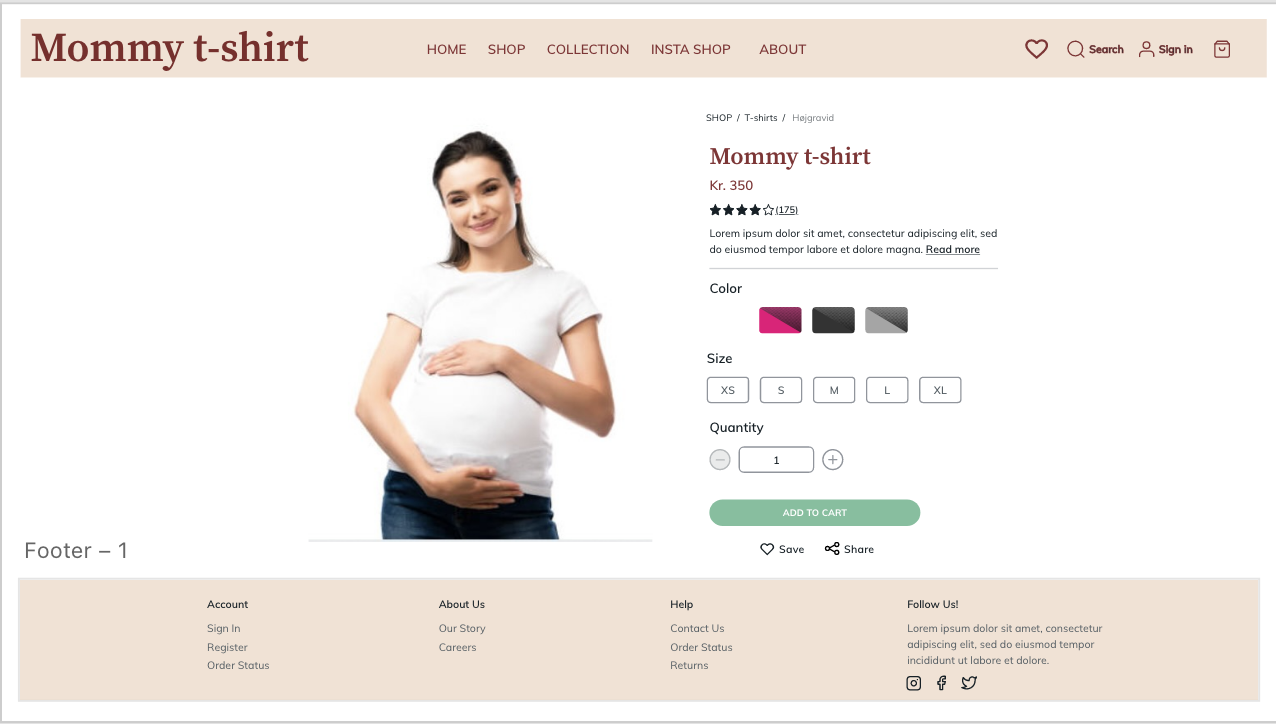 Mommy t-shirt
HOME SHOP COLLECTION INSTA SHOP ABOUT
Search Sign in
SHOP / T-shirts / Højgravid
Mommy t-shirt
Kr. 350
(175)
Lorem ipsum dolor sit amet, consectetur adipiscing elit, sed
do eiusmod tempor labore et dolore magna. Read more
Color
Size
XS S M L XL
Quantity
1
ADD TO CART
Save Share
Footer – 1
Account
Sign In
Register
Order Status
About Us
Our Story
Careers
Help
Contact Us
Order Status
Returns
Follow Us!
Lorem ipsum dolor sit amet, consectetur
adipiscing elit, sed do eiusmod tempor
incididunt ut labore et dolore.